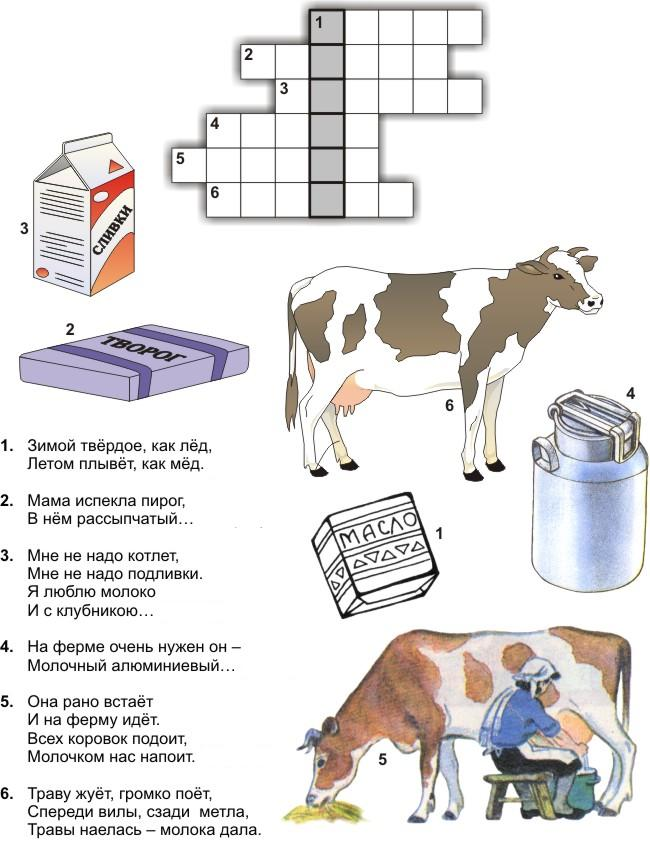 1
2
3
4
5
6
3
СЛИВКИ
2
ТВОРОГ
6
4
МАСЛО
1
5
1. Зимой твёрдое, как лёд,
Летом плывёт, как мёд.
2. Мама испекла пирог,
В нём рассыпчатый…
3. Мне не надо котлет,
Мне не надо подливки.
Я люблю молоко
И с клубникою…
4. На ферме очень нужен он –
Молочный алюминиевый…
5. Она рано встаёт
И на ферму идёт.
Всех коровок подоит,
Молочком нас напоит.
6. Траву жуёт, громко поёт,
Спереди вилы, сзади метла,
Травы наелась – молока дала.